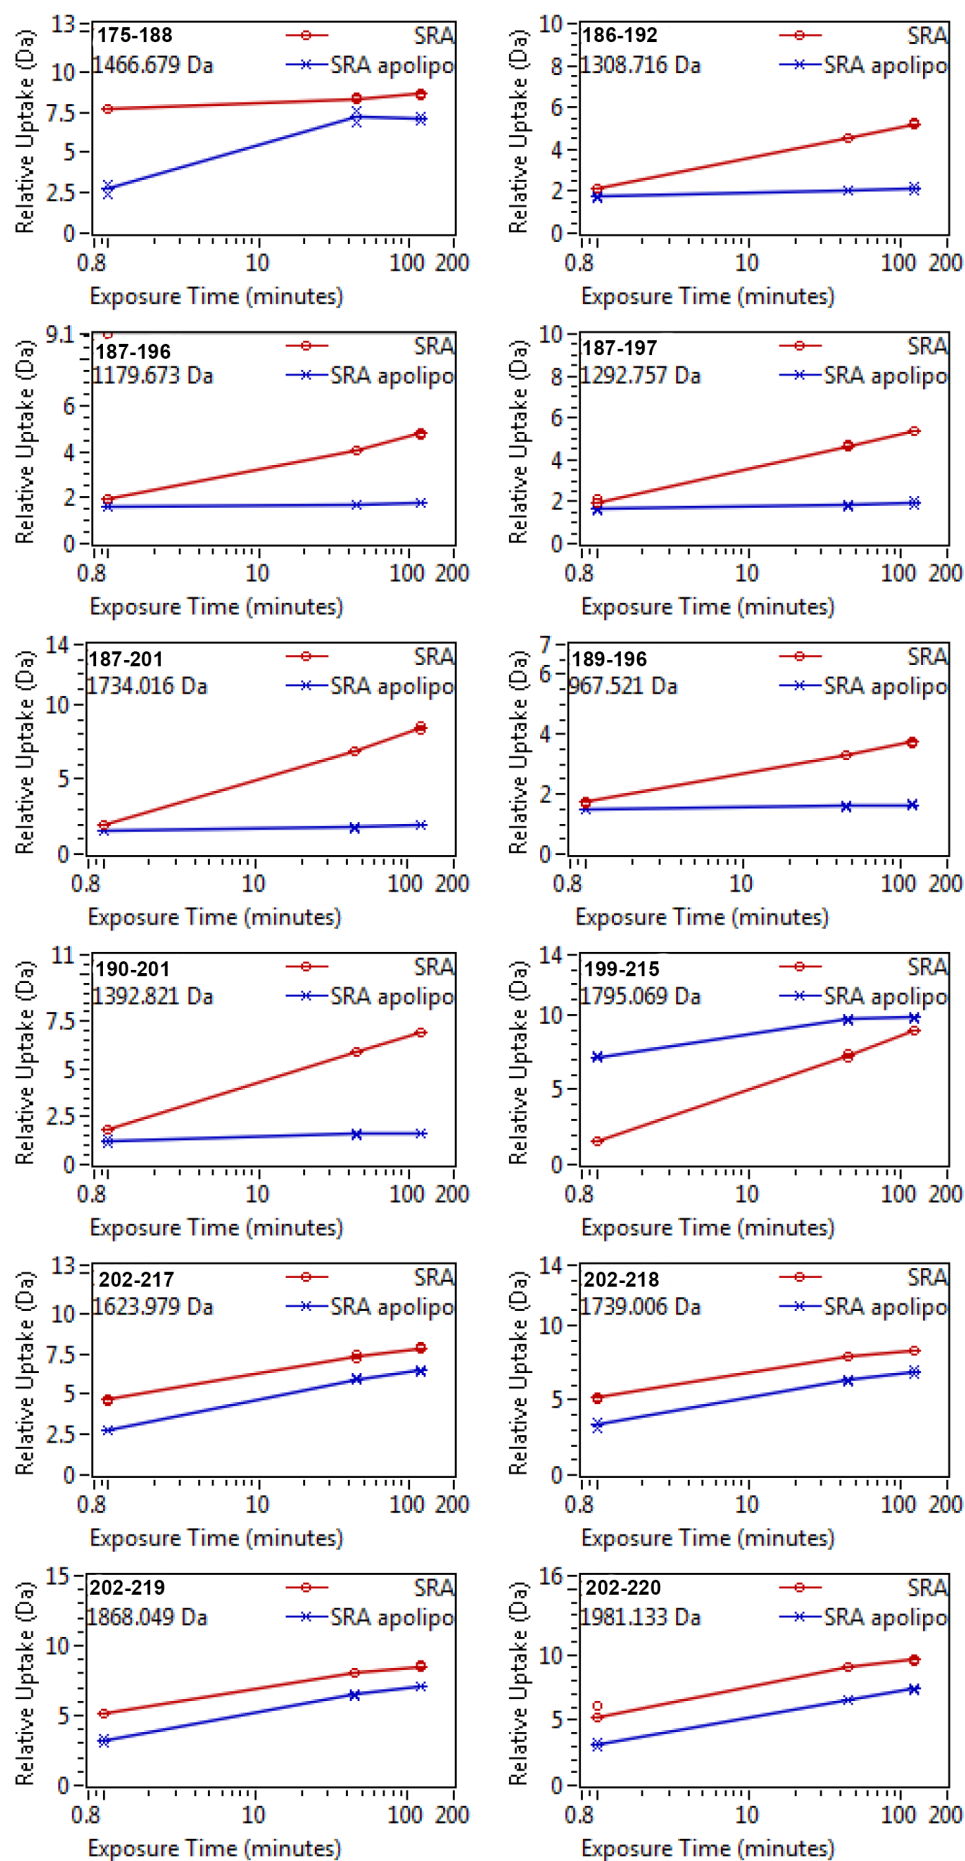 175-188
1466.679 Da
SRA
SRA apolipo
Relative Uptake (Da)
13
10
7.5
5
2.5
0
0.8 10 100 200
Exposure Time (minutes)
186-192
1308.716 Da
SRA
SRA apolipo
Relative Uptake (Da)
10
8
6
4
2
0
0.8 10 100 200
Exposure Time (minutes)
187-196
1179.673 Da
SRA
SRA apolipo
Relative Uptake (Da)
9.1
6
4
2
0
0.8 10 100 200
Exposure Time (minutes)
187-197
1292.757 Da
SRA
SRA apolipo
Relative Uptake (Da)
10
8
6
4
2
0
0.8 10 100 200
Exposure Time (minutes)
187-201
1734.016 Da
SRA
SRA apolipo
Relative Uptake (Da)
14
10
5
0
0.8 10 100 200
Exposure Time (minutes)
189-196
967.521 Da
SRA
SRA apolipo
Relative Uptake (Da)
7
6
4
2
0
0.8 10 100 200
Exposure Time (minutes)
190-201
1392.821 Da
SRA
SRA apolipo
Relative Uptake (Da)
11
7.5
5
2.5
0
0.8 10 100 200
Exposure Time (minutes)
199-215
1795.069 Da
SRA
SRA apolipo
Relative Uptake (Da)
14
10
5
0
0.8 10 100 200
Exposure Time (minutes)
202-217
1623.979 Da
SRA
SRA apolipo
Relative Uptake (Da)
13
10
7.5
5
2.5
0
0.8 10 100 200
Exposure Time (minutes)
202-218
1739.006 Da
SRA
SRA apolipo
Relative Uptake (Da)
14
10
5
0
0.8 10 100 200
Exposure Time (minutes)
202-219
1868.049 Da
SRA
SRA apolipo
Relative Uptake (Da)
15
10
5
0
0.8 10 100 200
Exposure Time (minutes)
202-220
1981.133 Da
SRA
SRA apolipo
Relative Uptake (Da)
16
10
5
0
0.8 10 100 200
Exposure Time (minutes)